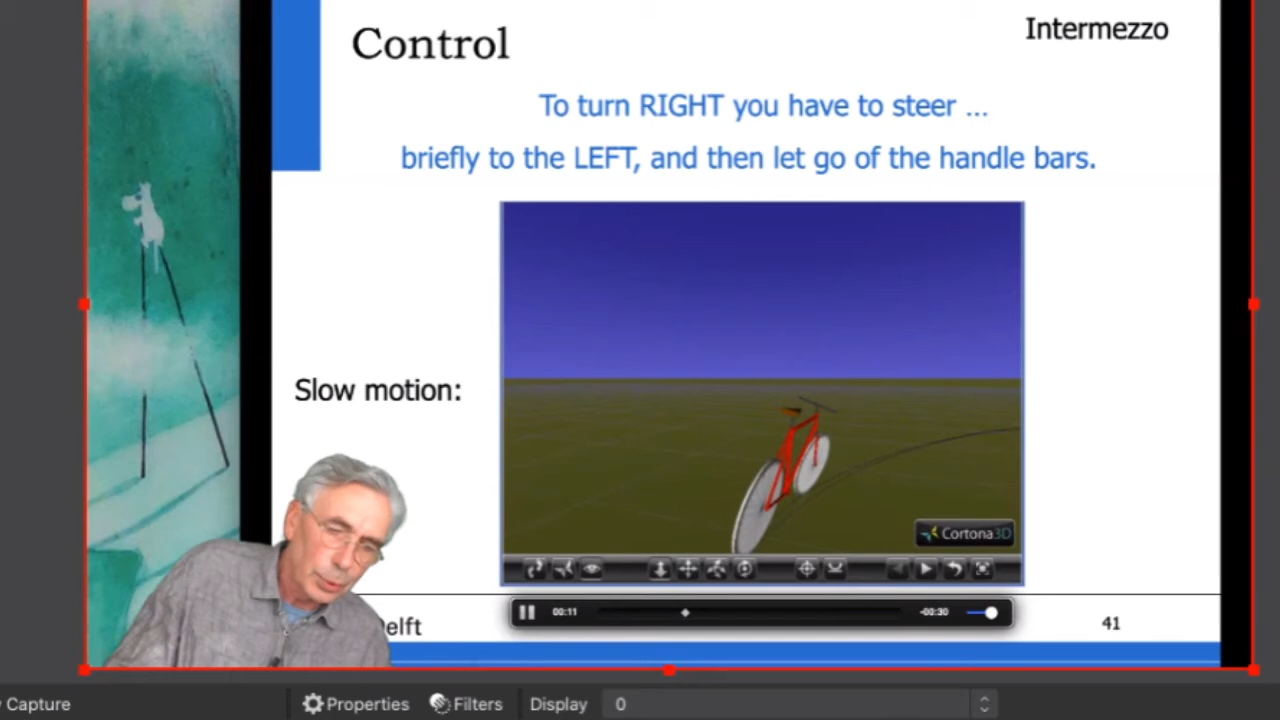 Control
Intermezzo
To turn RIGHT you have to steer ...
briefly to the LEFT, and then let go of the handle bars.
Slow motion:
Cortona3D
00:11
-00:30
elft
41
Capture
Properties
Filters
Display
0